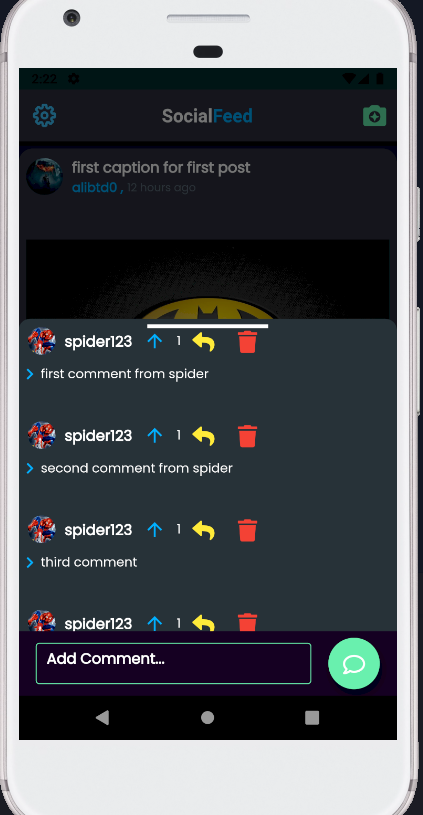 2:22
SocialFeed
first caption for first post
alibtd0 , 12 hours ago
spider123 1
first comment from spider
spider123 1
second comment from spider
spider123 1
third comment
spider123 1
Add Comment...